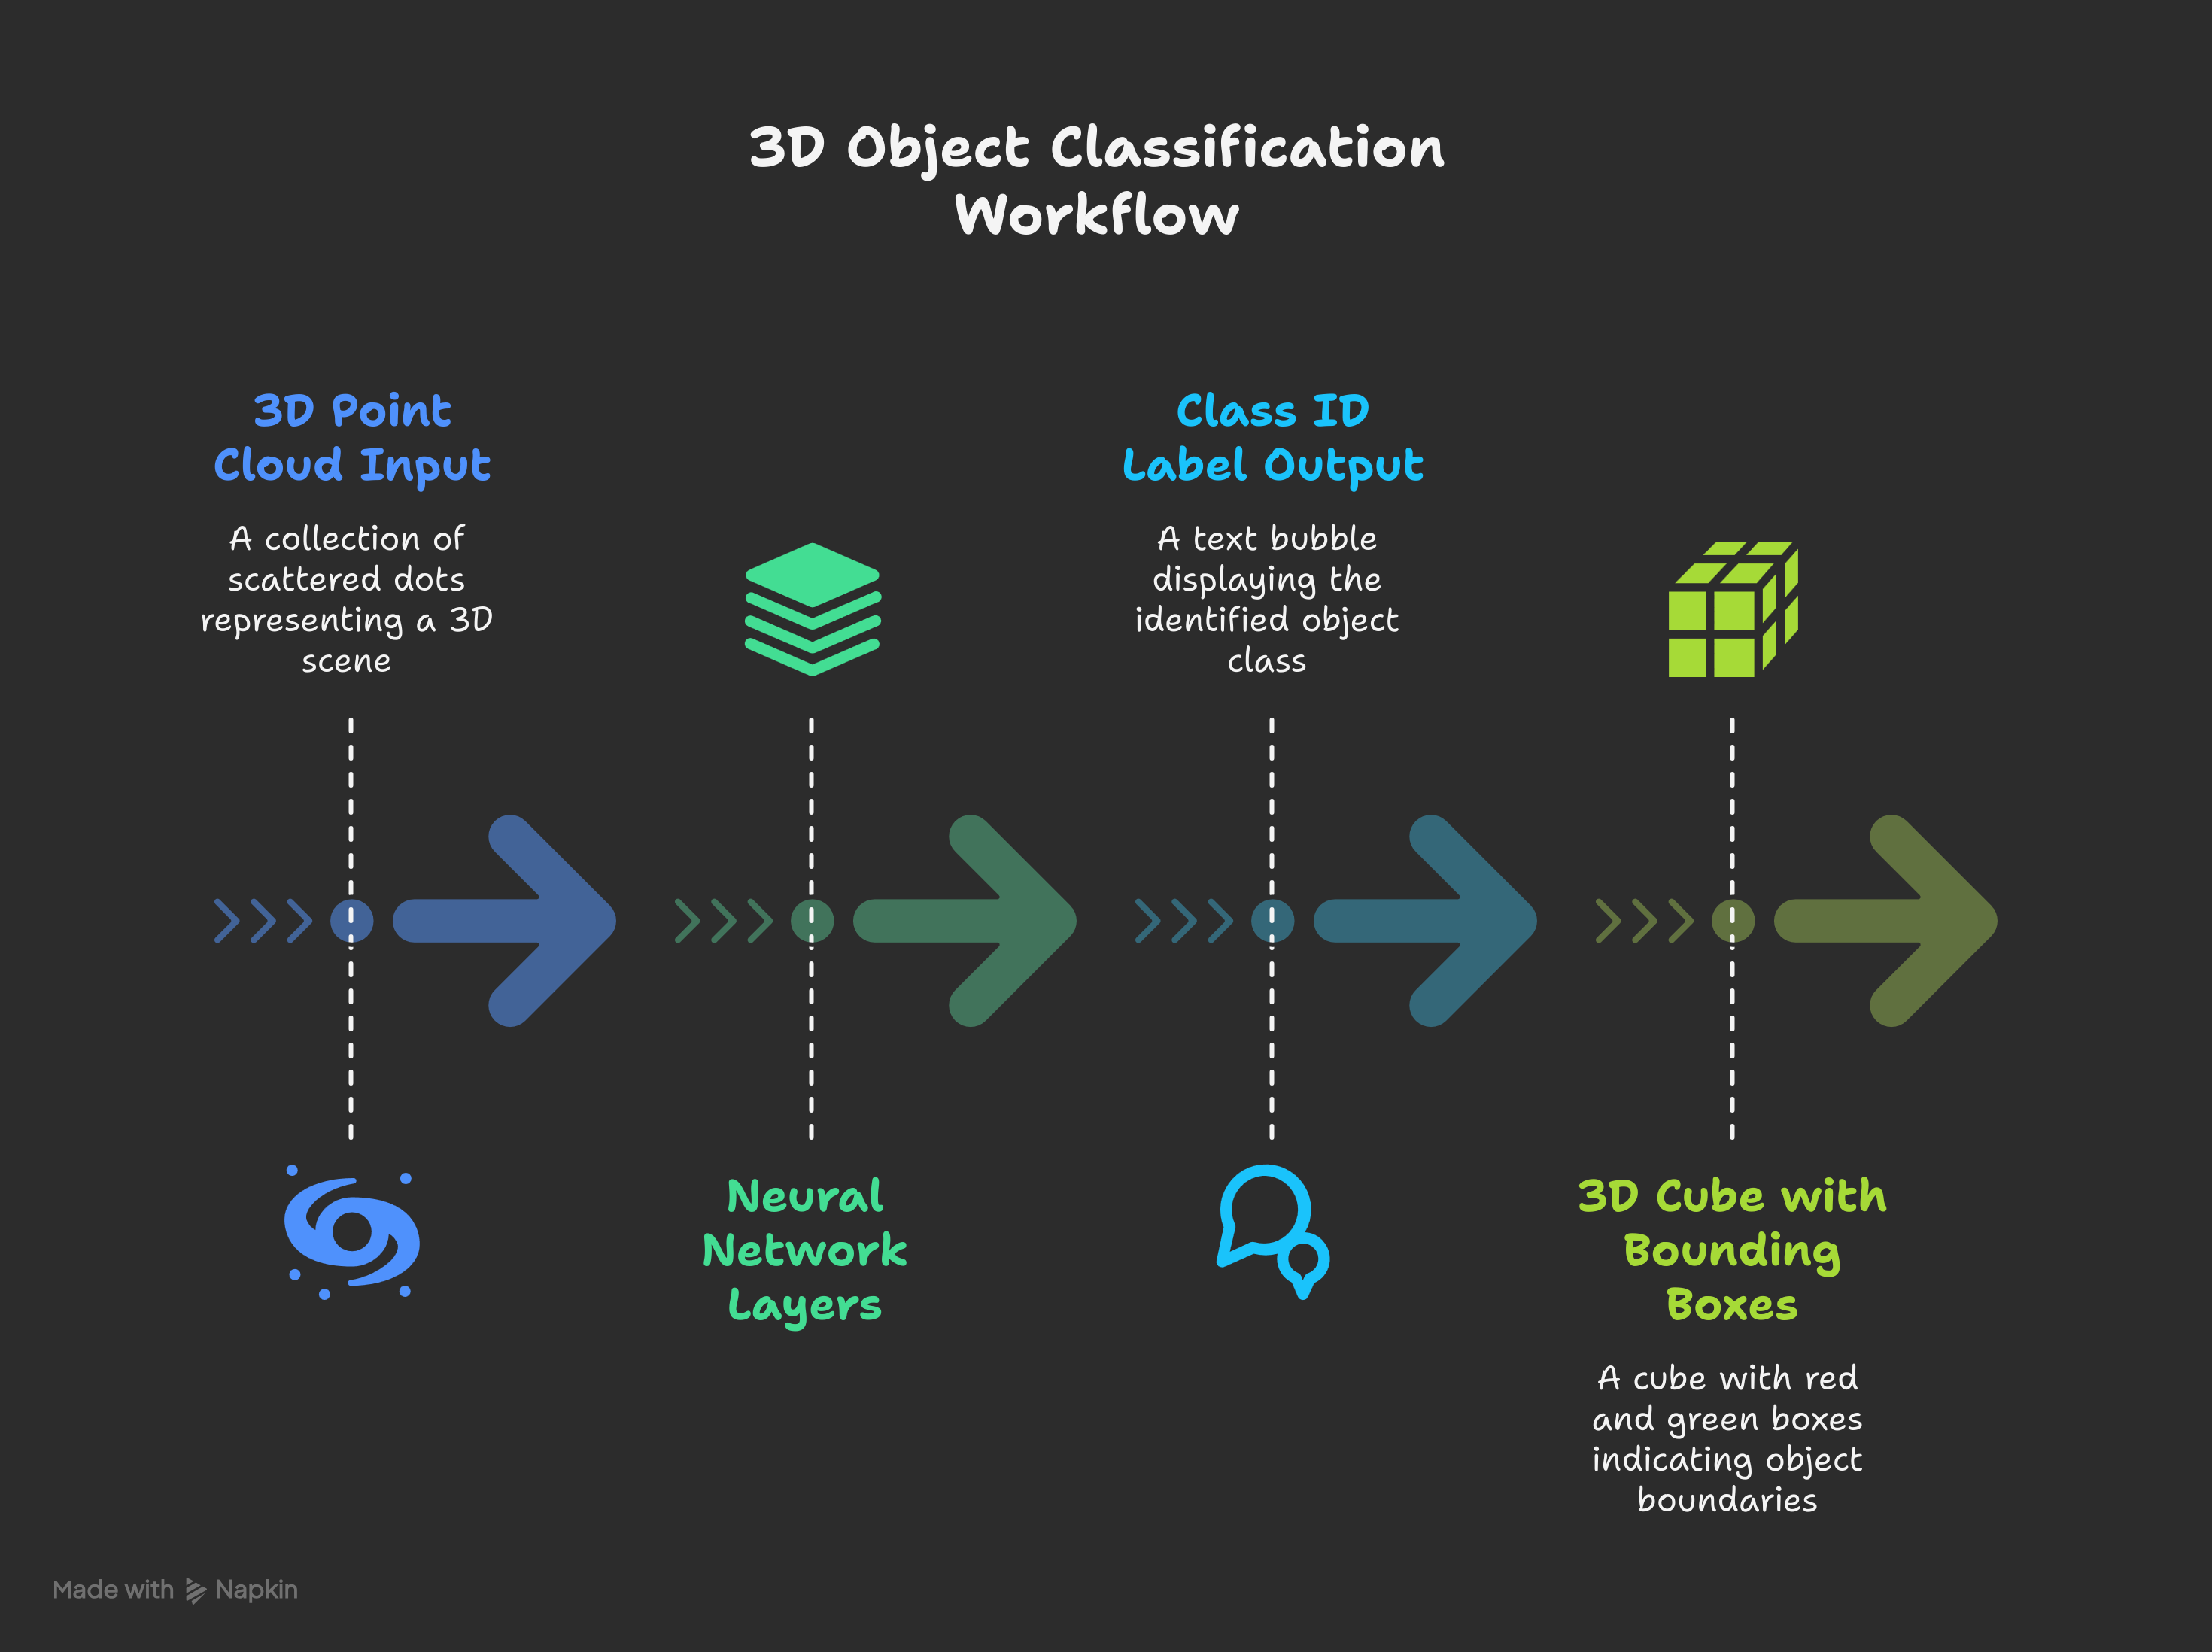 3D Object Classification
Workflow
3D Point
Cloud Input
A collection of
scattered dots
representing a 3D
scene
Neural
Network
Layers
Class ID
Label Output
A text bubble
displaying the
identified object
class
3D Cube with
Bounding
Boxes
A cube with red
and green boxes
indicating object
boundaries
Made with Napkin